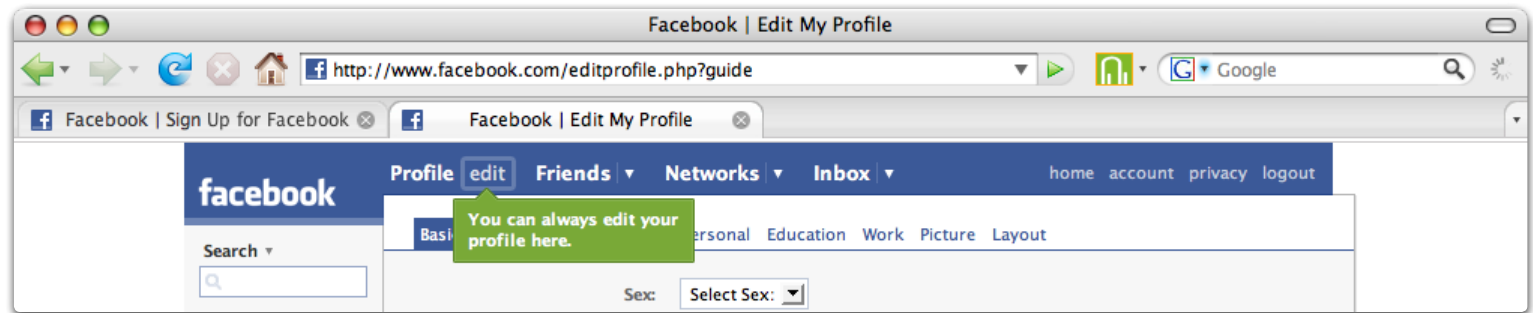 Facebook | Edit My Profile
http://www.facebook.com/editprofile.php?guide
Google
Facebook | Sign Up for Facebook
Facebook | Edit My Profile
facebook
Profile edit Friends Networks Inbox home account privacy logout
You can always edit your
profile here.
Education Work Picture Layout
Search
Sex: Select Sex: